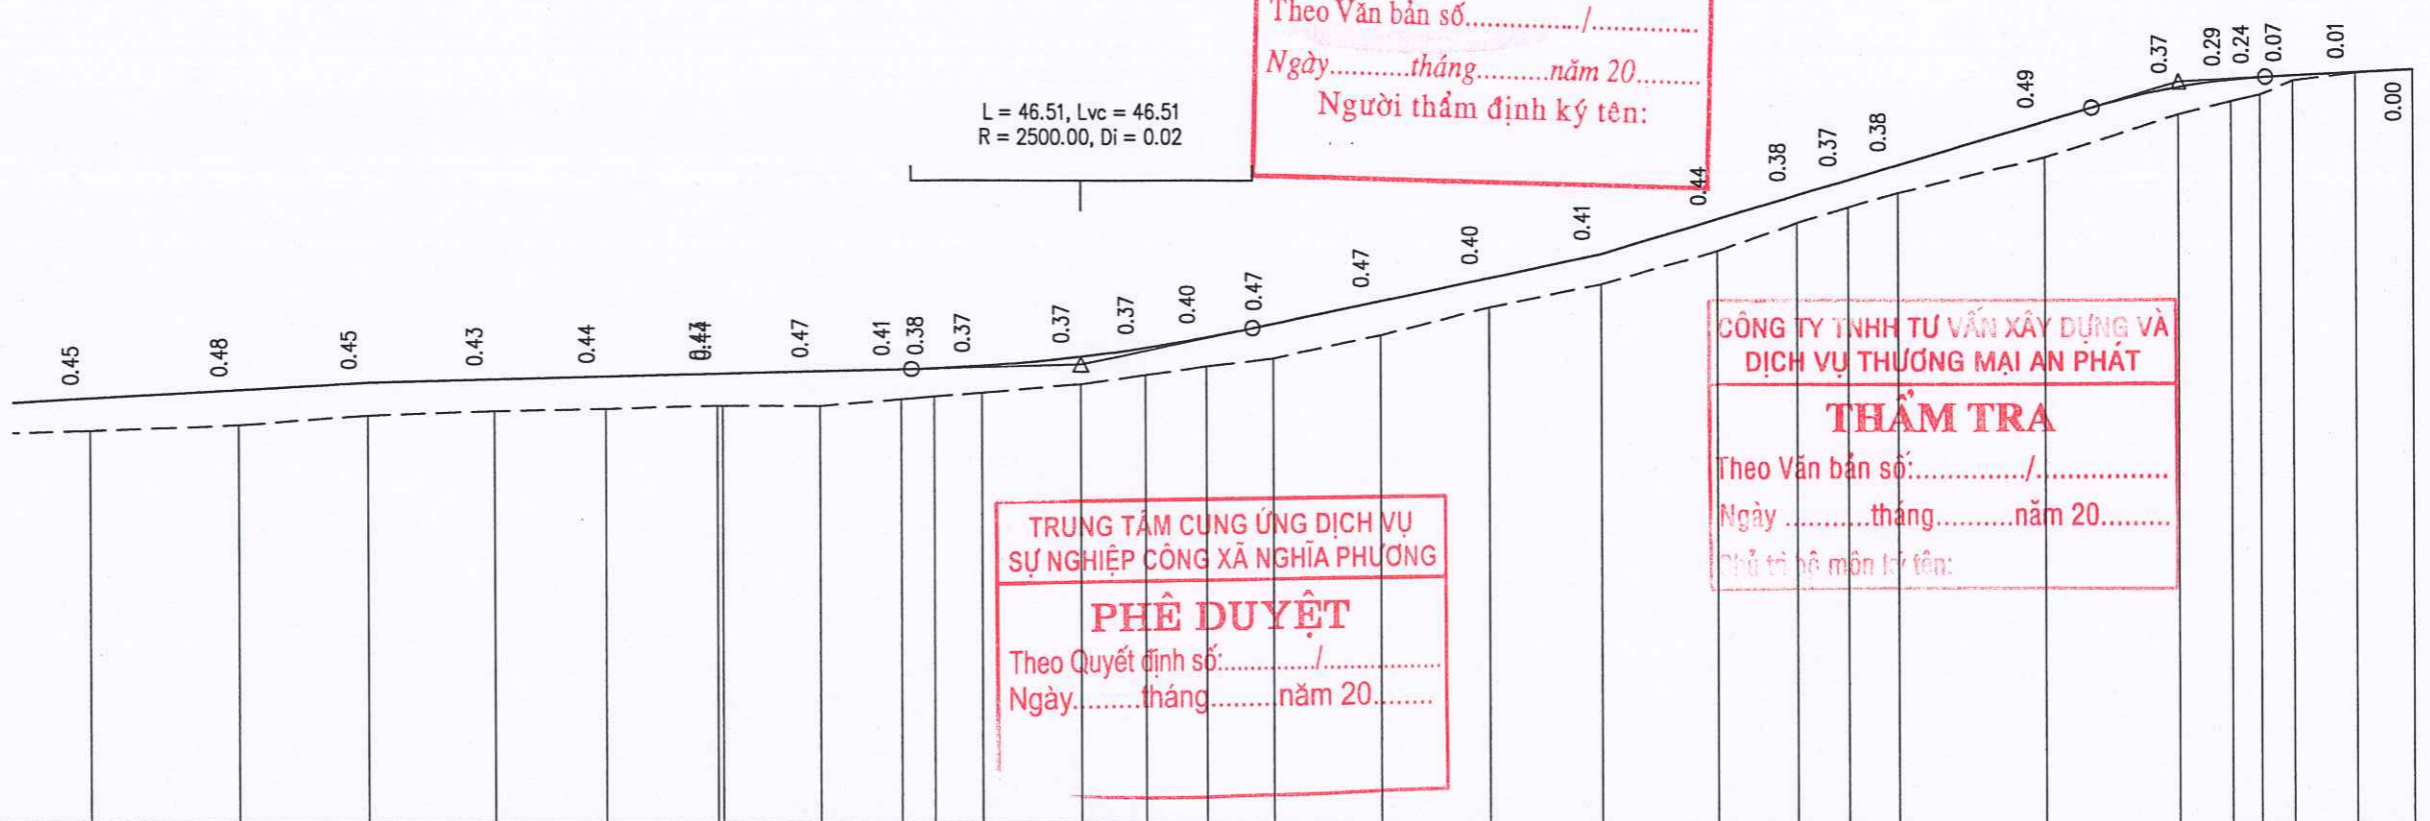 Theo Văn bản số.............../..............
Ngày..........tháng.........năm 20........
Người thẩm định ký tên:
L = 46.51, Lvc = 46.51
R = 2500.00, Di = 0.02
0.45
0.48
0.45
0.43
0.44
0.44
0.47
0.41
0.38
0.37
0.37
0.37
0.40
0.47
0.47
0.40
0.41
0.44
0.38
0.37
0.38
0.49
0.37
0.29
0.24
0.07
0.01
0.00
CÔNG TY TNHH TƯ VẤN XÂY DỰNG VÀ
DỊCH VỤ THƯƠNG MẠI AN PHÁT
THẨM TRA
Theo Văn bản số:............../.................
Ngày ..........tháng..........năm 20.........
Chủ trì bộ môn ký tên:
TRUNG TÂM CUNG ỨNG DỊCH VỤ
SỰ NGHIỆP CÔNG XÃ NGHĨA PHƯƠNG
PHÊ DUYỆT
Theo Quyết định số:............/...............
Ngày.........tháng.........năm 20........